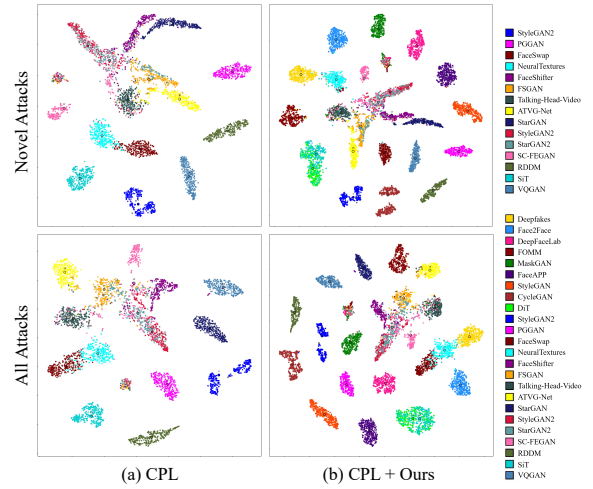 Novel Attacks
StyleGAN2
PGGAN
FaceSwap
NeuralTextures
FaceShifter
FSGAN
Talking-Head-Video
ATVG-Net
StarGAN
StyleGAN2
StarGAN2
SC-FEGAN
RDDM
SiT
VQGAN
All Attacks
Deepfakes
Face2Face
DeepFaceLab
FOMM
MaskGAN
FaceAPP
StyleGAN
CycleGAN
DiT
StyleGAN2
PGGAN
FaceSwap
NeuralTextures
FaceShifter
FSGAN
Talking-Head-Video
ATVG-Net
StarGAN
StyleGAN2
StarGAN2
SC-FEGAN
RDDM
SiT
VQGAN
(a) CPL
(b) CPL + Ours